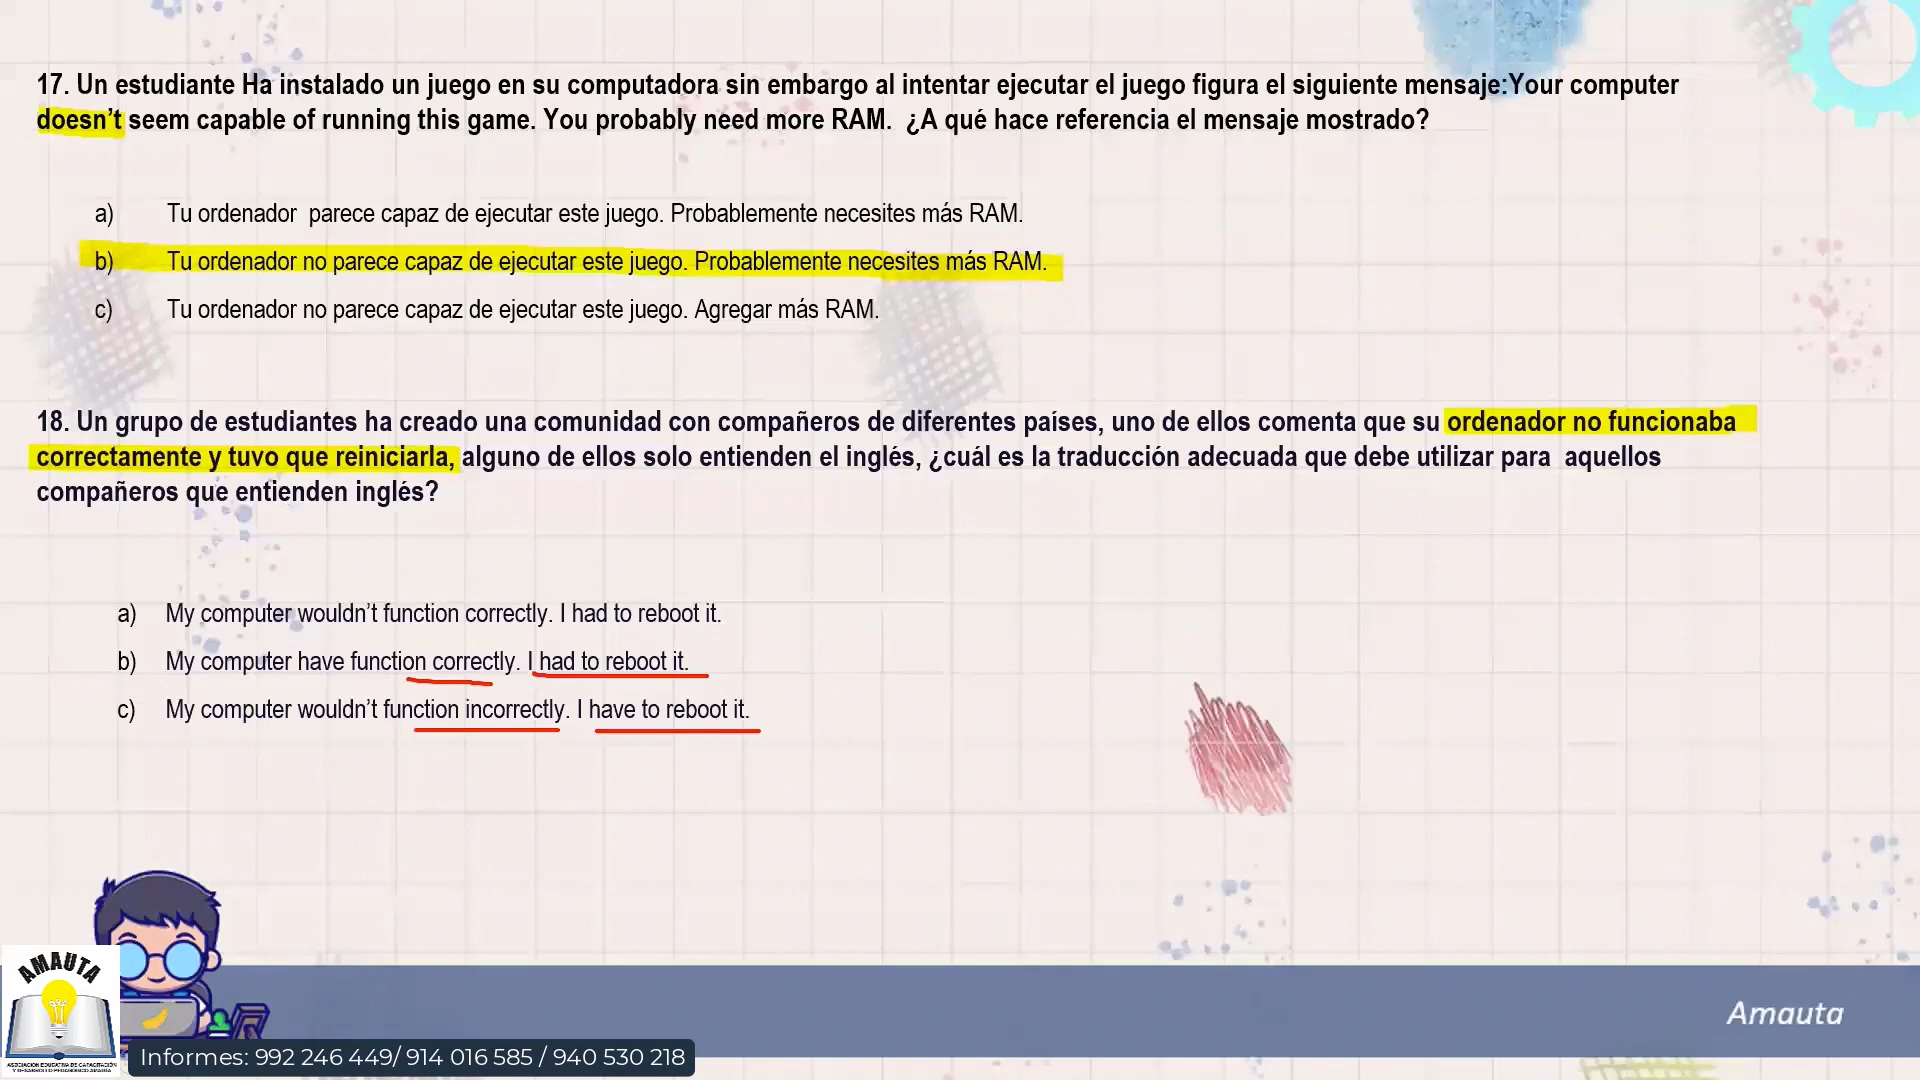 17. Un estudiante Ha instalado un juego en su computadora sin embargo al intentar ejecutar el juego figura el siguiente mensaje:Your computer
doesn't seem capable of running this game. You probably need more RAM. ¿A qué hace referencia el mensaje mostrado?
a) Tu ordenador parece capaz de ejecutar este juego. Probablemente necesites más RAM.
b) Tu ordenador no parece capaz de ejecutar este juego. Probablemente necesites más RAM.
c) Tu ordenador no parece capaz de ejecutar este juego. Agregar más RAM.
18. Un grupo de estudiantes ha creado una comunidad con compañeros de diferentes países, uno de ellos comenta que su ordenador no funcionaba
correctamente y tuvo que reiniciarla, alguno de ellos solo entienden el inglés, ¿cuál es la traducción adecuada que debe utilizar para aquellos
compañeros que entienden inglés?
a) My computer wouldn't function correctly. I had to reboot it.
b) My computer have function correctly. I had to reboot it.
c) My computer wouldn't function incorrectly. I have to reboot it.
AMAUTA
ASOCIACION EDUCATIVA DE CAPACITACIÓN
Y DESARROLLO PEDAGOGICO AMAUTA
Amauta
Informes: 992 246 449/ 914 016 585 / 940 530 218